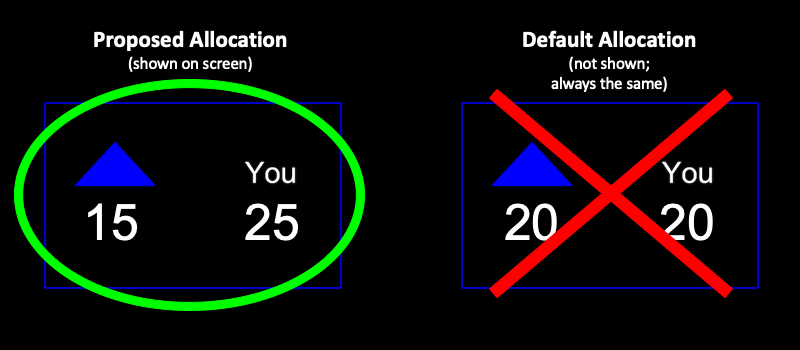 Proposed Allocation
(shown on screen)
You
15 25
Default Allocation
(not shown;
always the same)
You
20 20